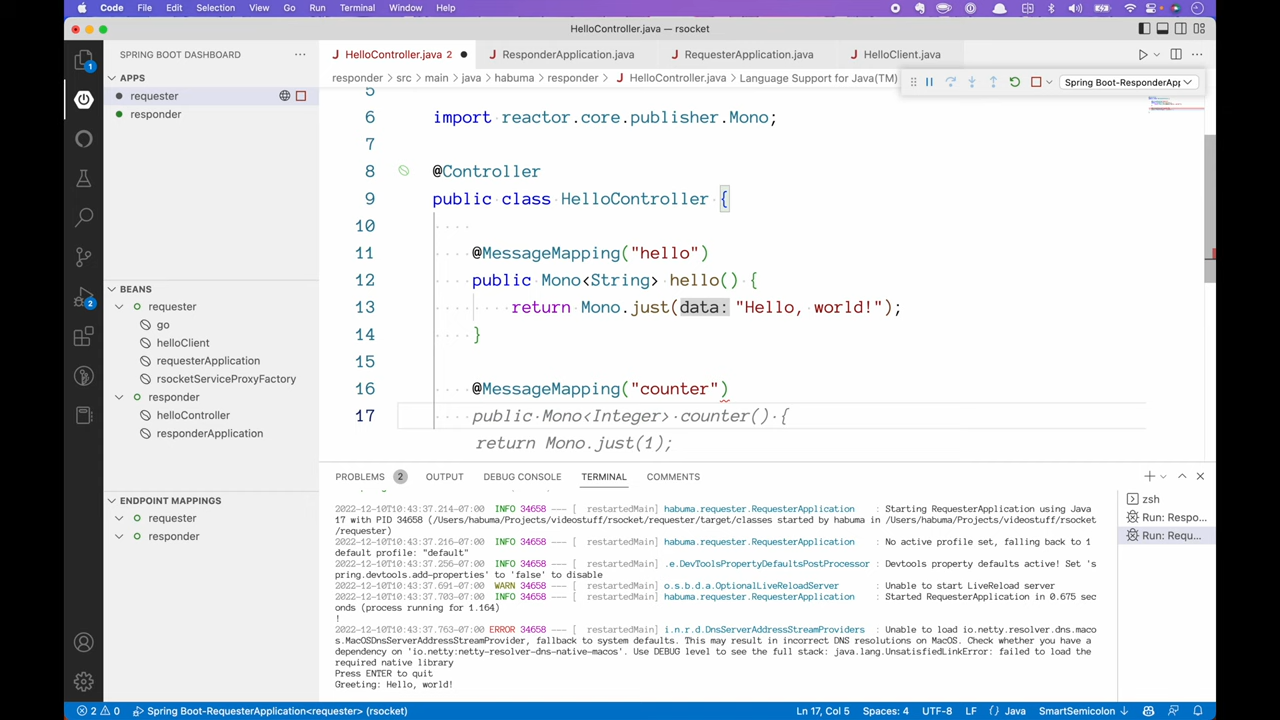 Code File Edit Selection View Go Run Terminal Window Help
HelloController.java — rsocket
SPRING BOOT DASHBOARD
HelloController.java 2
ResponderApplication.java
RequesterApplication.java
HelloClient.java
responder > src > main > java > habuma > responder > HelloController.java > Language Support for Java(TM)
Spring Boot-ResponderApp
APPS
requester
responder
5
6 import reactor.core.publisher.Mono;
7
8 @Controller
9 public class HelloController {
10
11 @MessageMapping("hello")
12 public Mono<String> hello() {
13 return Mono.just(data: "Hello, world!");
14 }
15
16 @MessageMapping("counter")
17 public Mono<Integer> counter() {
return Mono.just(1);
BEANS
requester
go
helloClient
requesterApplication
rsocketServiceProxyFactory
responder
helloController
responderApplication
ENDPOINT MAPPINGS
requester
responder
1
2
PROBLEMS 2 OUTPUT DEBUG CONSOLE TERMINAL COMMENTS
2022-12-10T10:43:37.214-07:00 INFO 34658 --- [ restartedMain] habuma.requester.RequesterApplication : Starting RequesterApplication using Java
17 with PID 34658 (/Users/habuma/Projects/videostuff/rsocket/requester/target/classes started by habuma in /Users/habuma/Projects/videostuff/rsocket
/requester)
2022-12-10T10:43:37.216-07:00 INFO 34658 --- [ restartedMain] habuma.requester.RequesterApplication : No active profile set, falling back to 1
default profile: "default"
2022-12-10T10:43:37.256-07:00 INFO 34658 --- [ restartedMain] .e.DevToolsPropertyDefaultsPostProcessor : Devtools property defaults active! Set 's
pring.devtools.add-properties' to 'false' to disable
2022-12-10T10:43:37.691-07:00 WARN 34658 --- [ restartedMain] o.s.b.d.a.OptionalLiveReloadServer : Unable to start LiveReload server
2022-12-10T10:43:37.703-07:00 INFO 34658 --- [ restartedMain] habuma.requester.RequesterApplication : Started RequesterApplication in 0.675 sec
onds (process running for 1.164)
!
2022-12-10T10:43:37.763-07:00 ERROR 34658 --- [ restartedMain] i.n.r.d.DnsServerAddressStreamProviders : Unable to load io.netty.resolver.dns.maco
s.MacOSDnsServerAddressStreamProvider, fallback to system defaults. This may result in incorrect DNS resolutions on MacOS. Check whether you have a
dependency on 'io.netty:netty-resolver-dns-native-macos'. Use DEBUG level to see the full stack: java.lang.UnsatisfiedLinkError: failed to load the
required native library
Press ENTER to quit
Greeting: Hello, world!
zsh
Run: Respo...
Run: Requ...
2 0 Spring Boot-RequesterApplication<requester> (rsocket)
Ln 17, Col 5 Spaces: 4 UTF-8 LF {} Java SmartSemicolon